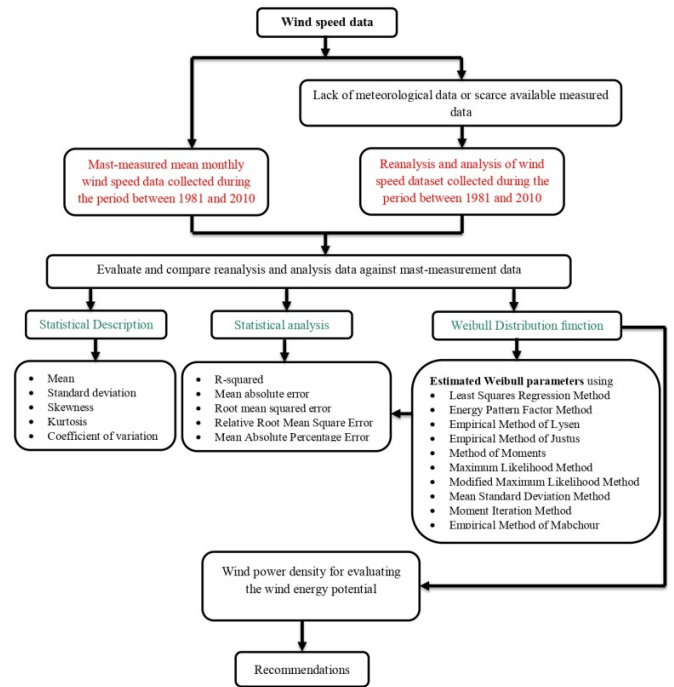 Wind speed data
Lack of meteorological data or scarce available measured
data
Mast-measured mean monthly
wind speed data collected during
the period between 1981 and 2010
Reanalysis and analysis of wind
speed dataset collected during the
period between 1981 and 2010
Evaluate and compare reanalysis and analysis data against mast-measurement data
Statistical Description
Statistical analysis
Weibull Distribution function
• Mean
• Standard deviation
• Skewness
• Kurtosis
• Coefficient of variation
• R-squared
• Mean absolute error
• Root mean squared error
• Relative Root Mean Square Error
• Mean Absolute Percentage Error
Estimated Weibull parameters using
• Least Squares Regression Method
• Energy Pattern Factor Method
• Empirical Method of Lysen
• Empirical Method of Justus
• Method of Moments
• Maximum Likelihood Method
• Modified Maximum Likelihood Method
• Mean Standard Deviation Method
• Moment Iteration Method
• Empirical Method of Mabchour
Wind power density for evaluating
the wind energy potential
Recommendations